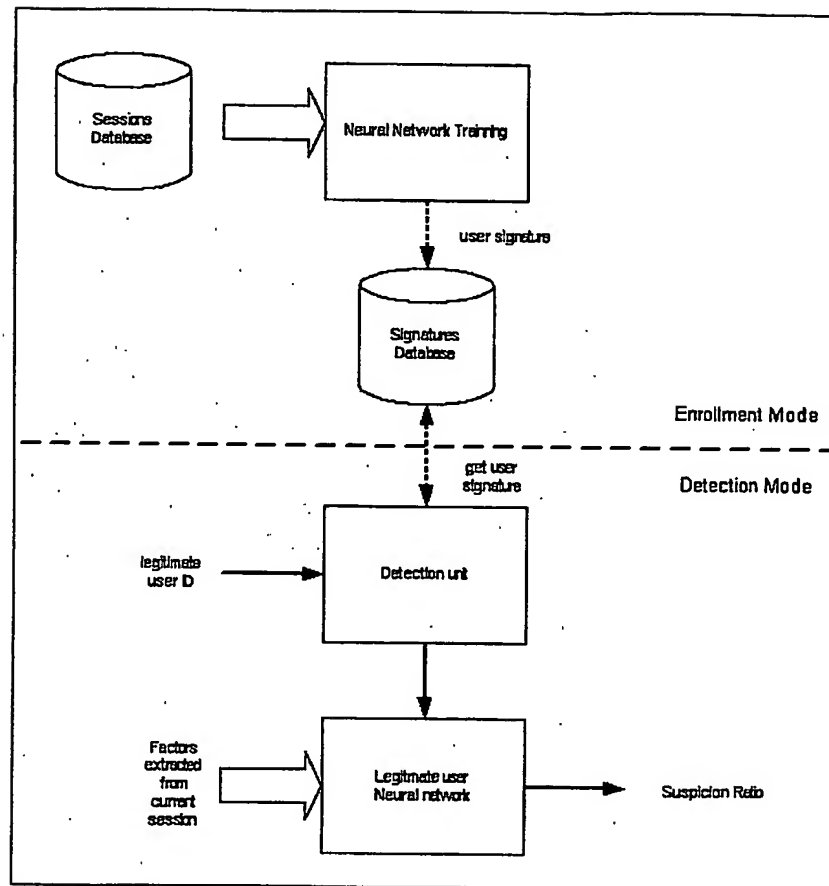 Sessions
Database
Neural Network Training
user signature
Signatures
Database
Enrollment Mode
get user
signature
Detection Mode
legitimate
user ID
Detection unit
Factors
extracted
from
current
session
Legitmate user
Neural network
Suspicion Ratio